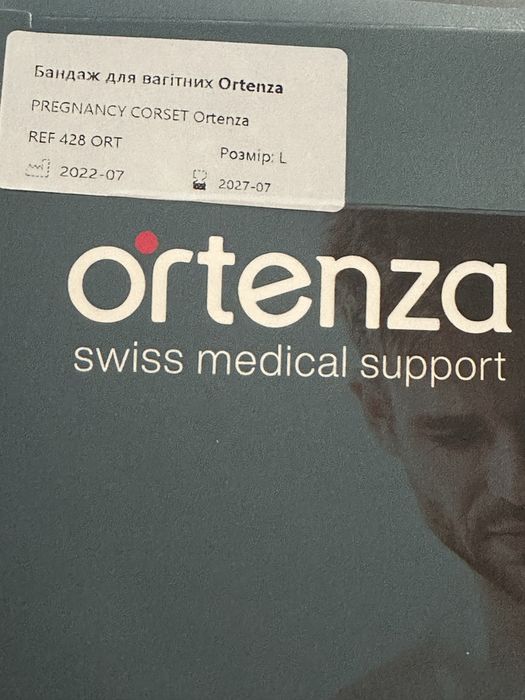 Бандаж для вагітних Ortenza
PREGNANCY CORSET Ortenza
REF 428 ORT
Розмір: L
2022-07
2027-07
ortenza
swiss medical support